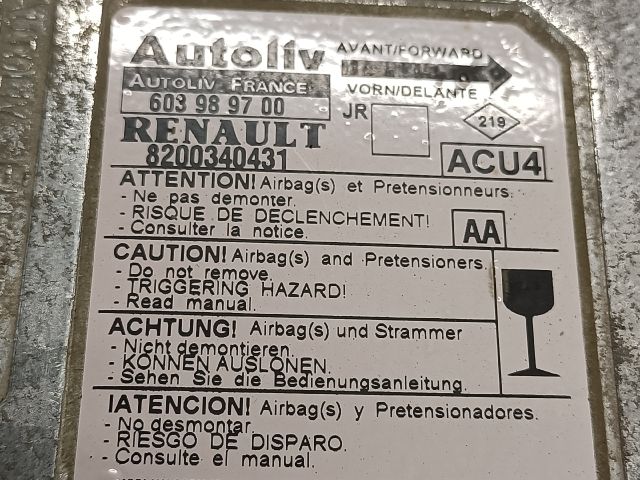 Autoliv
AVANT/FORWARD
AUTOLIV FRANCE
VORN/DELANTE
603 98 97 00
JR
219
RENAULT
8200340431
ACU4
ATTENTION! Airbag(s) et Pretensionneurs.
- Ne pas demonter.
- RISQUE DE DECLENCHEMENT!
- Consulter la notice.
AA
CAUTION! Airbag(s) and Pretensioners.
- Do not remove.
- TRIGGERING HAZARD!
- Read manual.
ACHTUNG! Airbag(s) und Strammer
- Nicht demontieren.
- KONNEN AUSLONEN.
- Sehen Sie die Bedienungsanleitung.
IATENCION! Airbag(s) y Pretensionadores.
- No desmontar.
- RIESGO DE DISPARO.
- Consulte el manual.